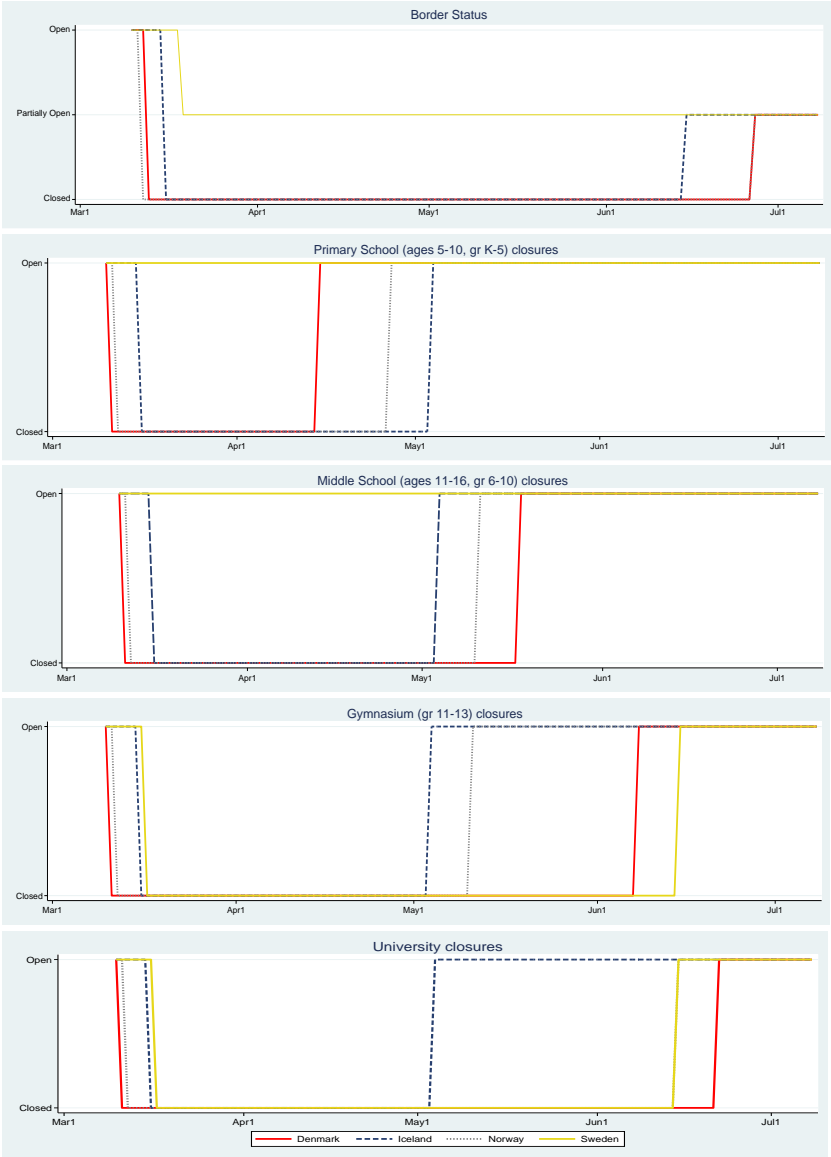 Border Status
Open
Partially Open
Closed
Mar1 Apr1 May1 Jun1 Jul1
Primary School (ages 5-10, gr K-5) closures
Open
Closed
Mar1 Apr1 May1 Jun1 Jul1
Middle School (ages 11-16, gr 6-10) closures
Open
Closed
Mar1 Apr1 May1 Jun1 Jul1
Gymnasium (gr 11-13) closures
Open
Closed
Mar1 Apr1 May1 Jun1 Jul1
University closures
Open
Closed
Mar1 Apr1 May1 Jun1 Jul1
Denmark Iceland Norway Sweden